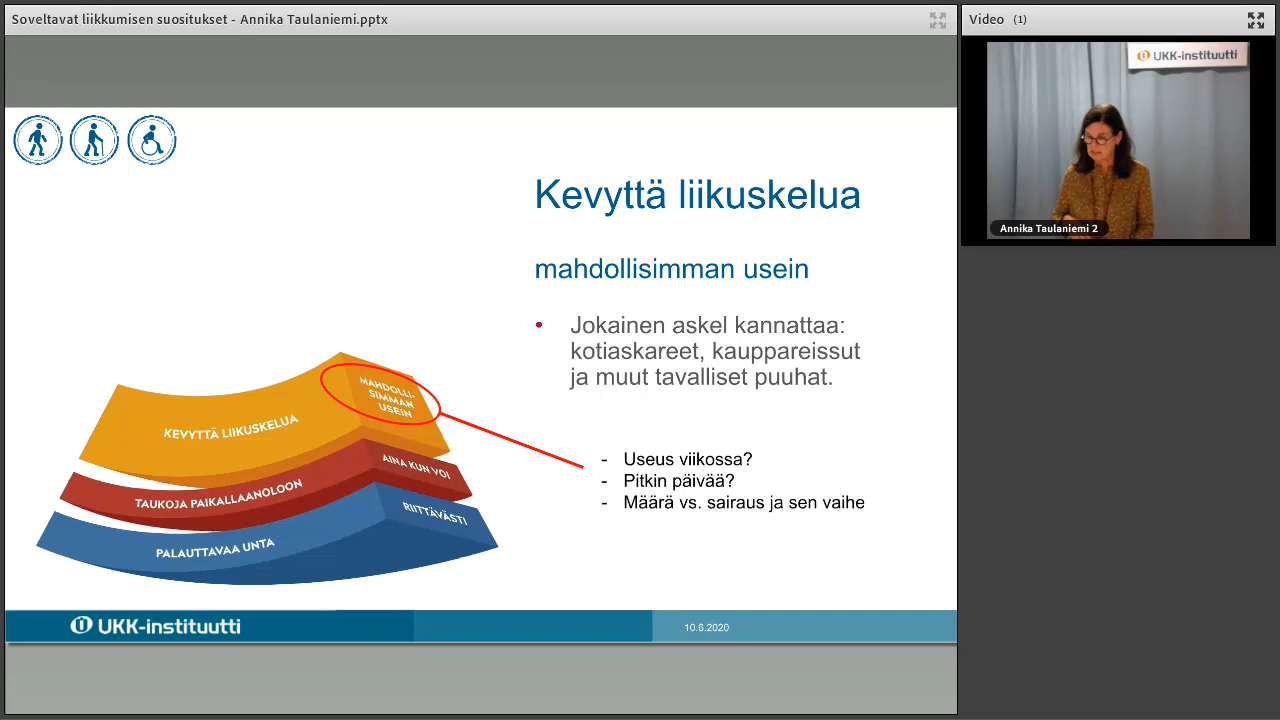 Soveltavat liikkumisen suositukset - Annika Taulaniemi.pptx
Video (1)
UKK-instituutti
Annika Taulaniemi 2
Kevyttä liikuskelua
mahdollisimman usein
• Jokainen askel kannattaa:
kotiaskareet, kauppareissut
ja muut tavalliset puuhat.
MAHDOLLI-
SIMMAN
USEIN
KEVYTTÄ LIIKUSKELUA
AINA KUN VOI
TAUKOJA PAIKALLAANOLOON
RIITTÄVÄSTI
PALAUTTAVAA UNTA
- Useus viikossa?
- Pitkin päivää?
- Määrä vs. sairaus ja sen vaihe
UKK-instituutti
10.6.2020